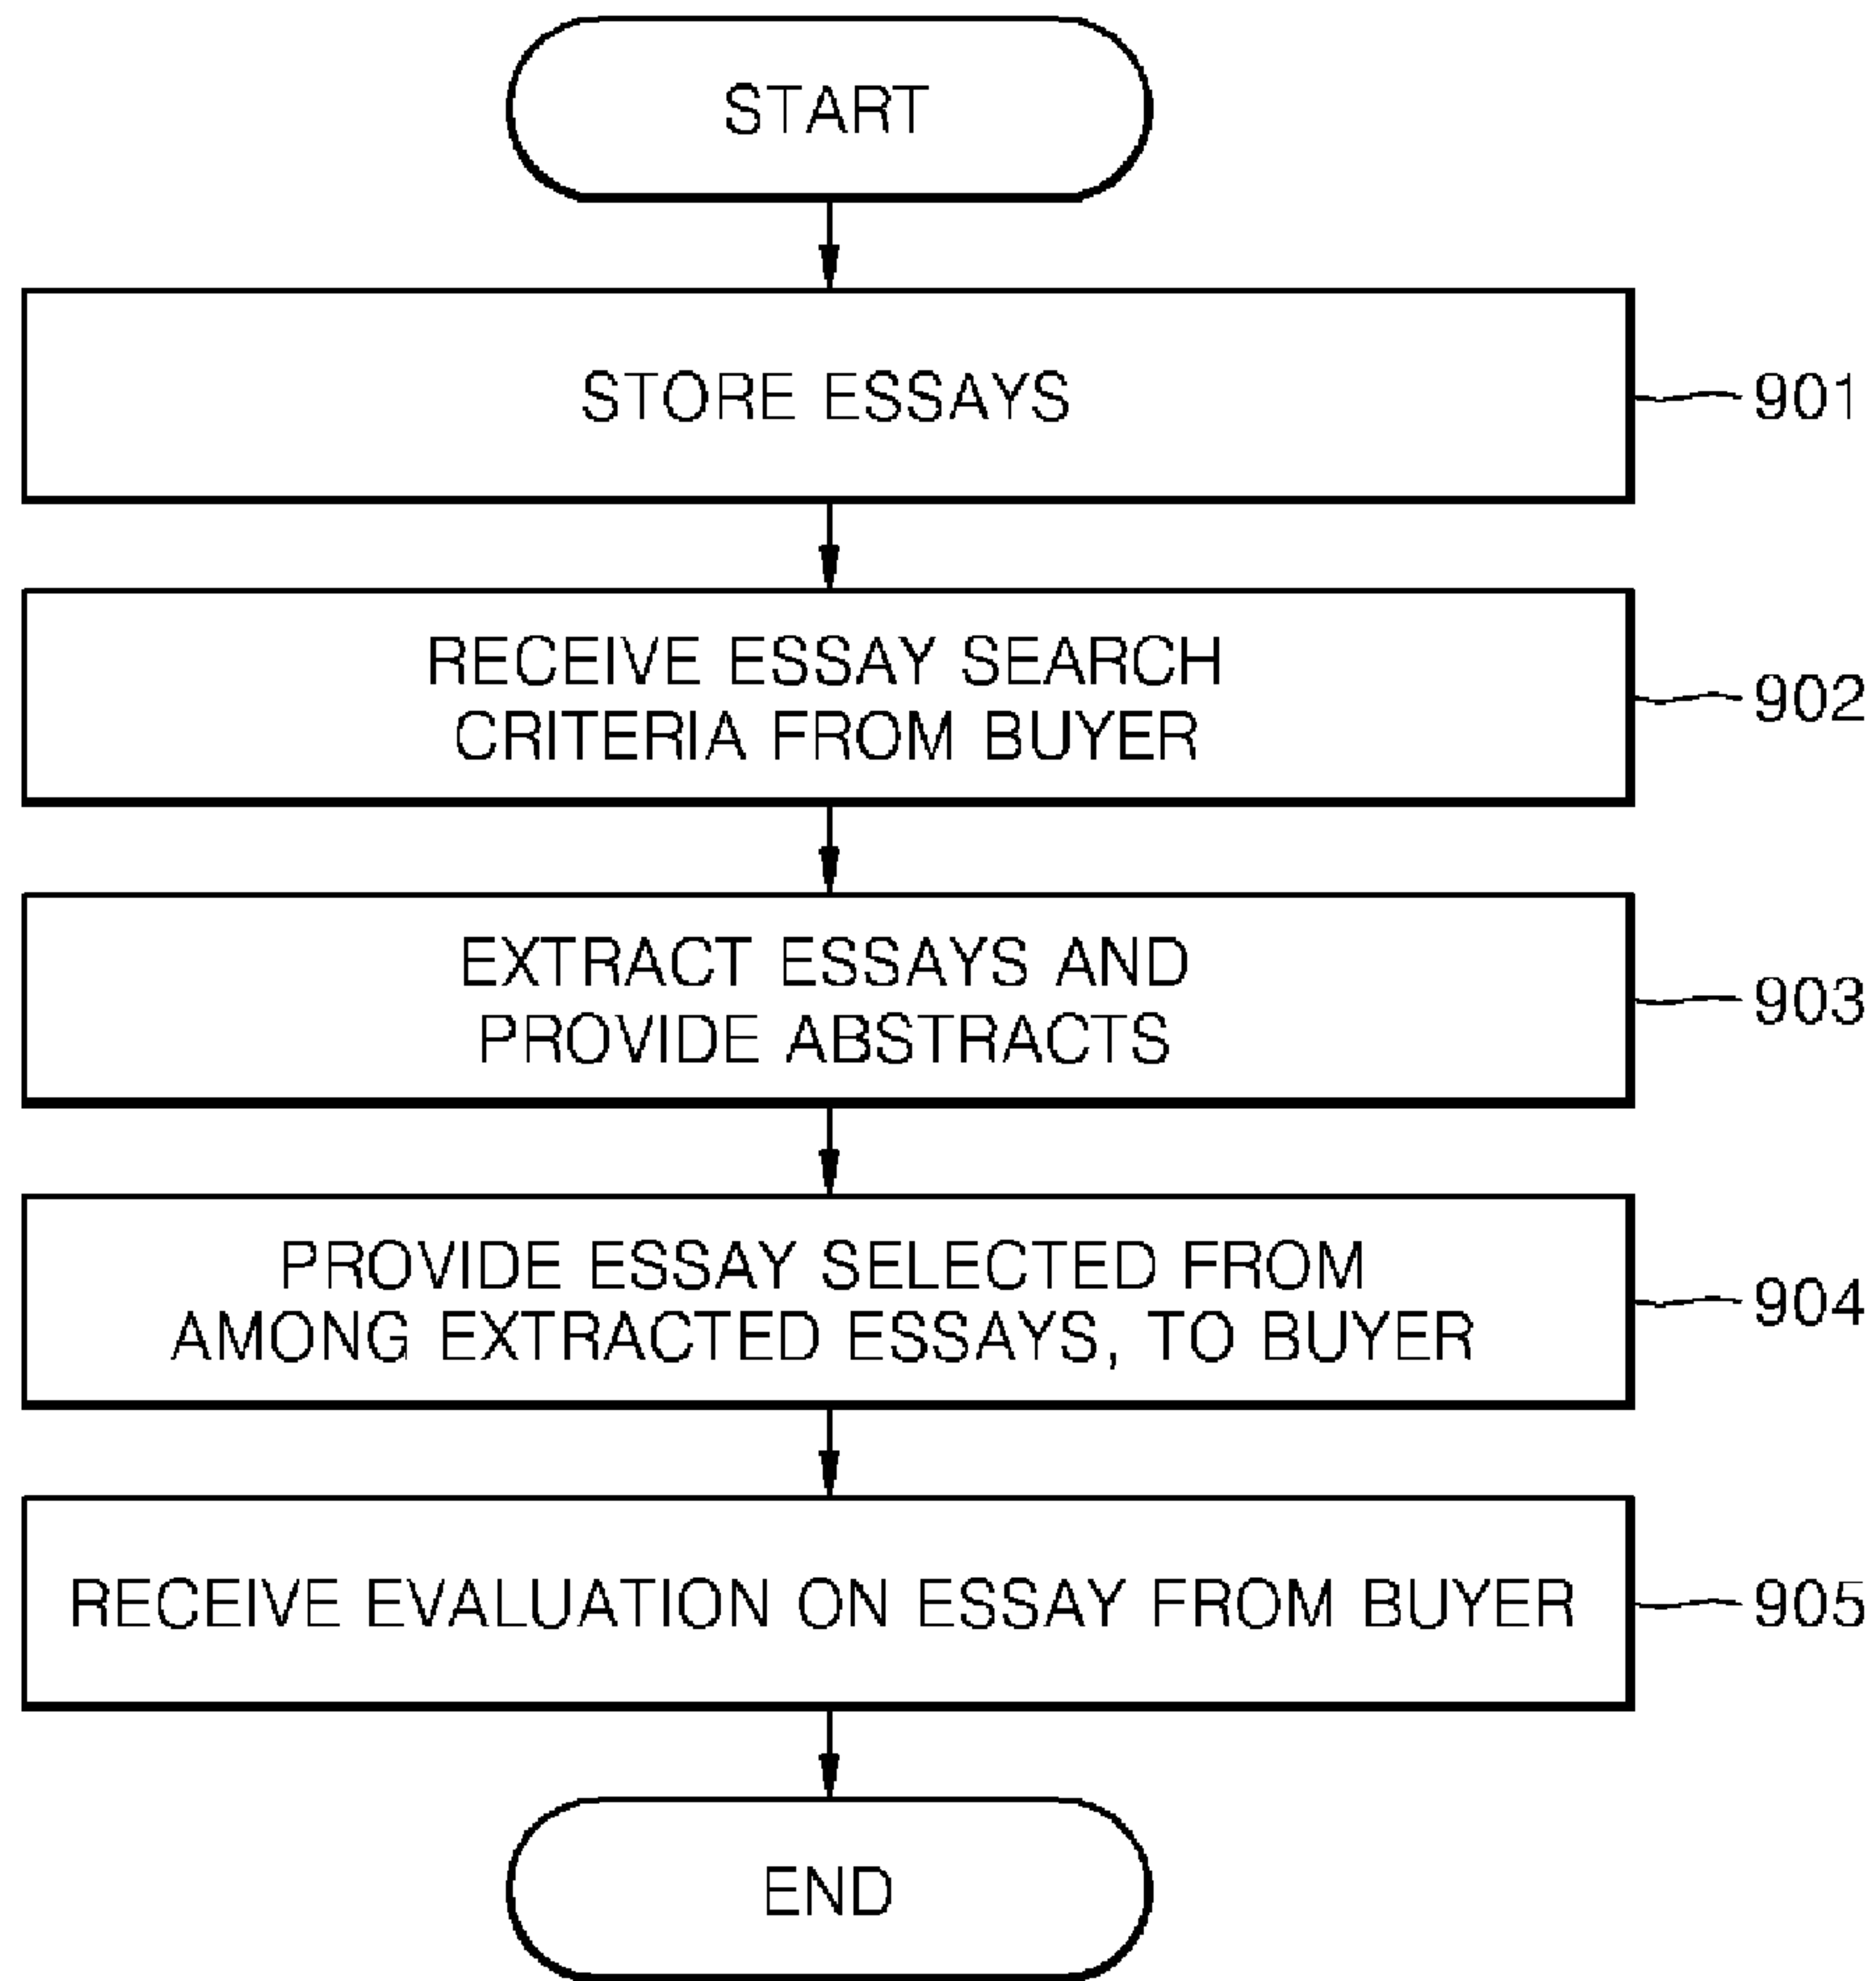 START
STORE ESSAYS
901
RECEIVE ESSAY SEARCH
CRITERIA FROM BUYER
902
EXTRACT ESSAYS AND
PROVIDE ABSTRACTS
903
PROVIDE ESSAY SELECTED FROM
AMONG EXTRACTED ESSAYS, TO BUYER
904
RECEIVE EVALUATION ON ESSAY FROM BUYER
905
END